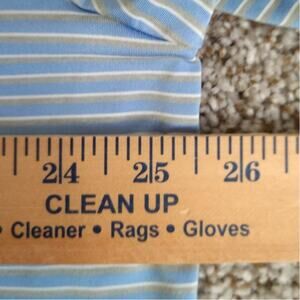 24 25 26
CLEAN UP
• Cleaner • Rags • Gloves